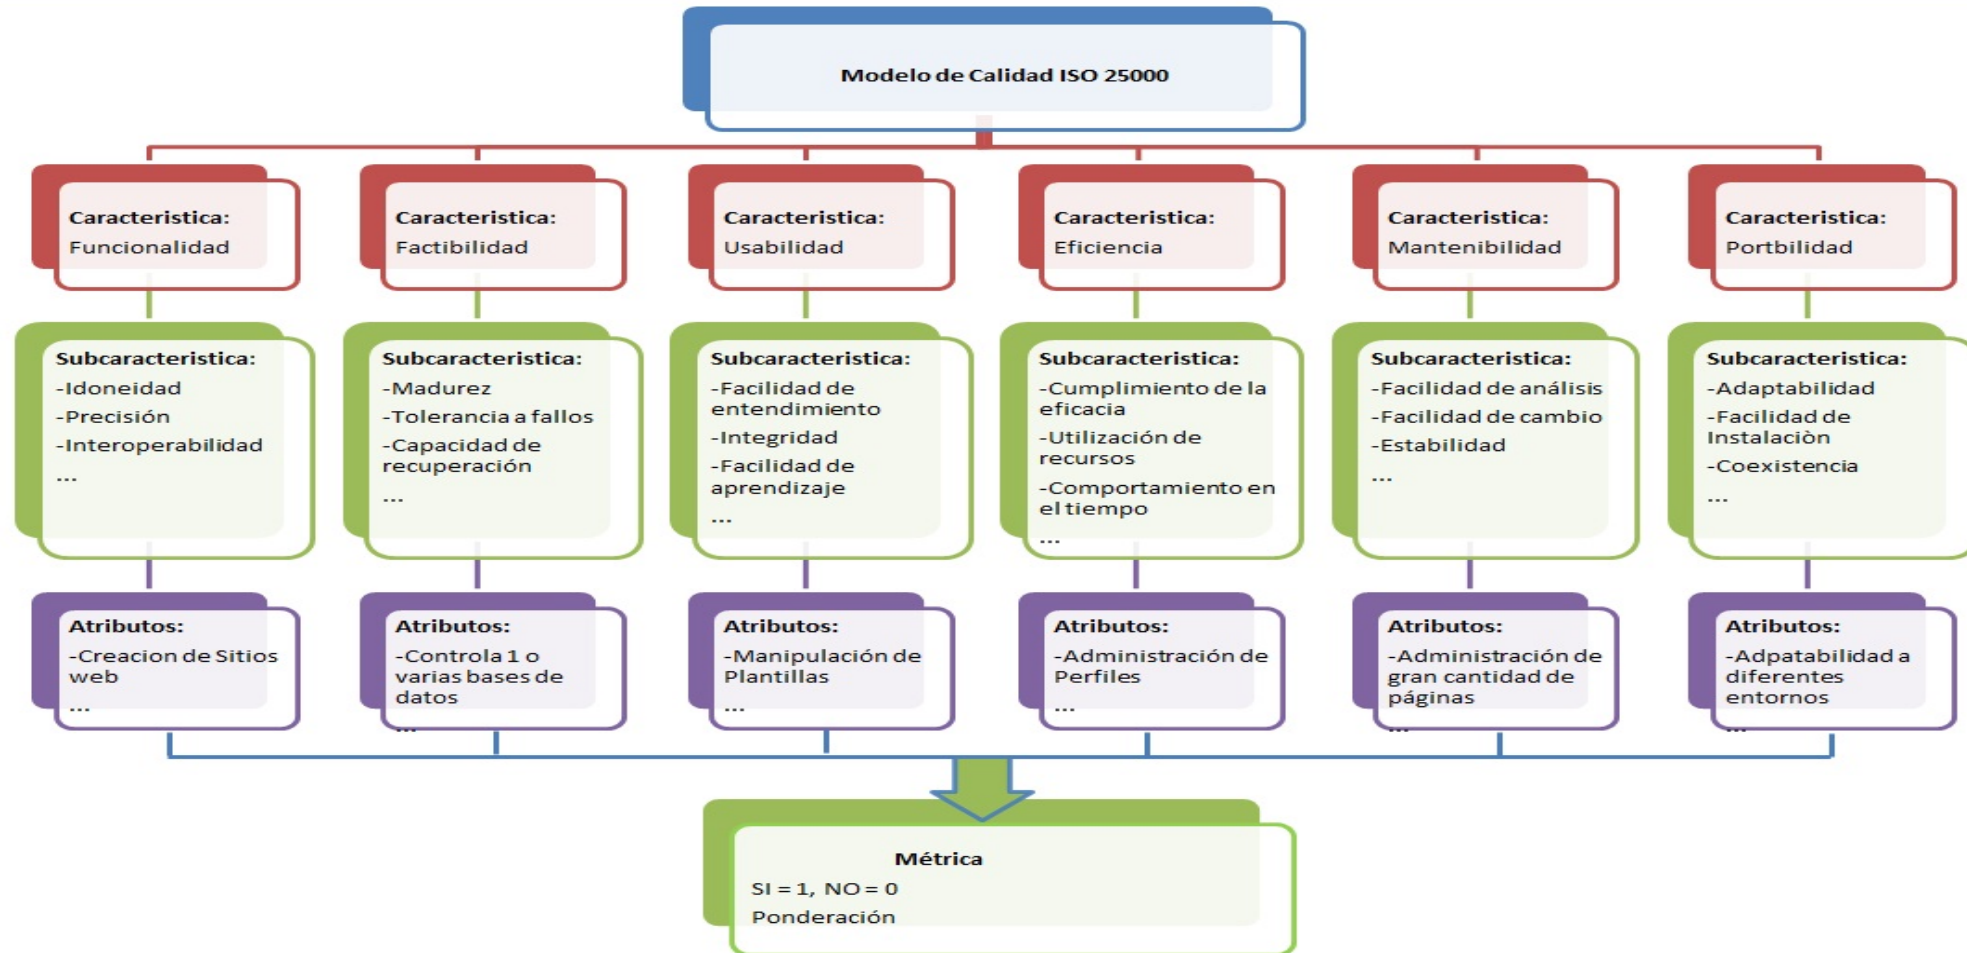 Modelo de Calidad ISO 25000
Caracteristica:
Funcionalidad
Caracteristica:
Factibilidad
Caracteristica:
Usabilidad
Caracteristica:
Eficiencia
Caracteristica:
Mantenibilidad
Caracteristica:
Portbilidad
Subcaracteristica:
-Idoneidad
-Precisión
-Interoperabilidad
...
Subcaracteristica:
-Madurez
-Tolerancia a fallos
-Capacidad de
recuperación
...
Subcaracteristica:
-Facilidad de
entendimiento
-Integridad
-Facilidad de
aprendizaje
...
Subcaracteristica:
-Cumplimiento de la
eficacia
-Utilización de
recursos
-Comportamiento en
el tiempo
...
Subcaracteristica:
-Facilidad de análisis
-Facilidad de cambio
-Estabilidad
...
Subcaracteristica:
-Adaptabilidad
-Facilidad de
Instalaciòn
-Coexistencia
...
Atributos:
-Creacion de Sitios
web
...
Atributos:
-Controla 1 o
varias bases de
datos
...
Atributos:
-Manipulación de
Plantillas
...
Atributos:
-Administración de
Perfiles
...
Atributos:
-Administración de
gran cantidad de
páginas
...
Atributos:
-Adpatabilidad a
diferentes
entornos
...
Métrica
SI = 1, NO = 0
Ponderación